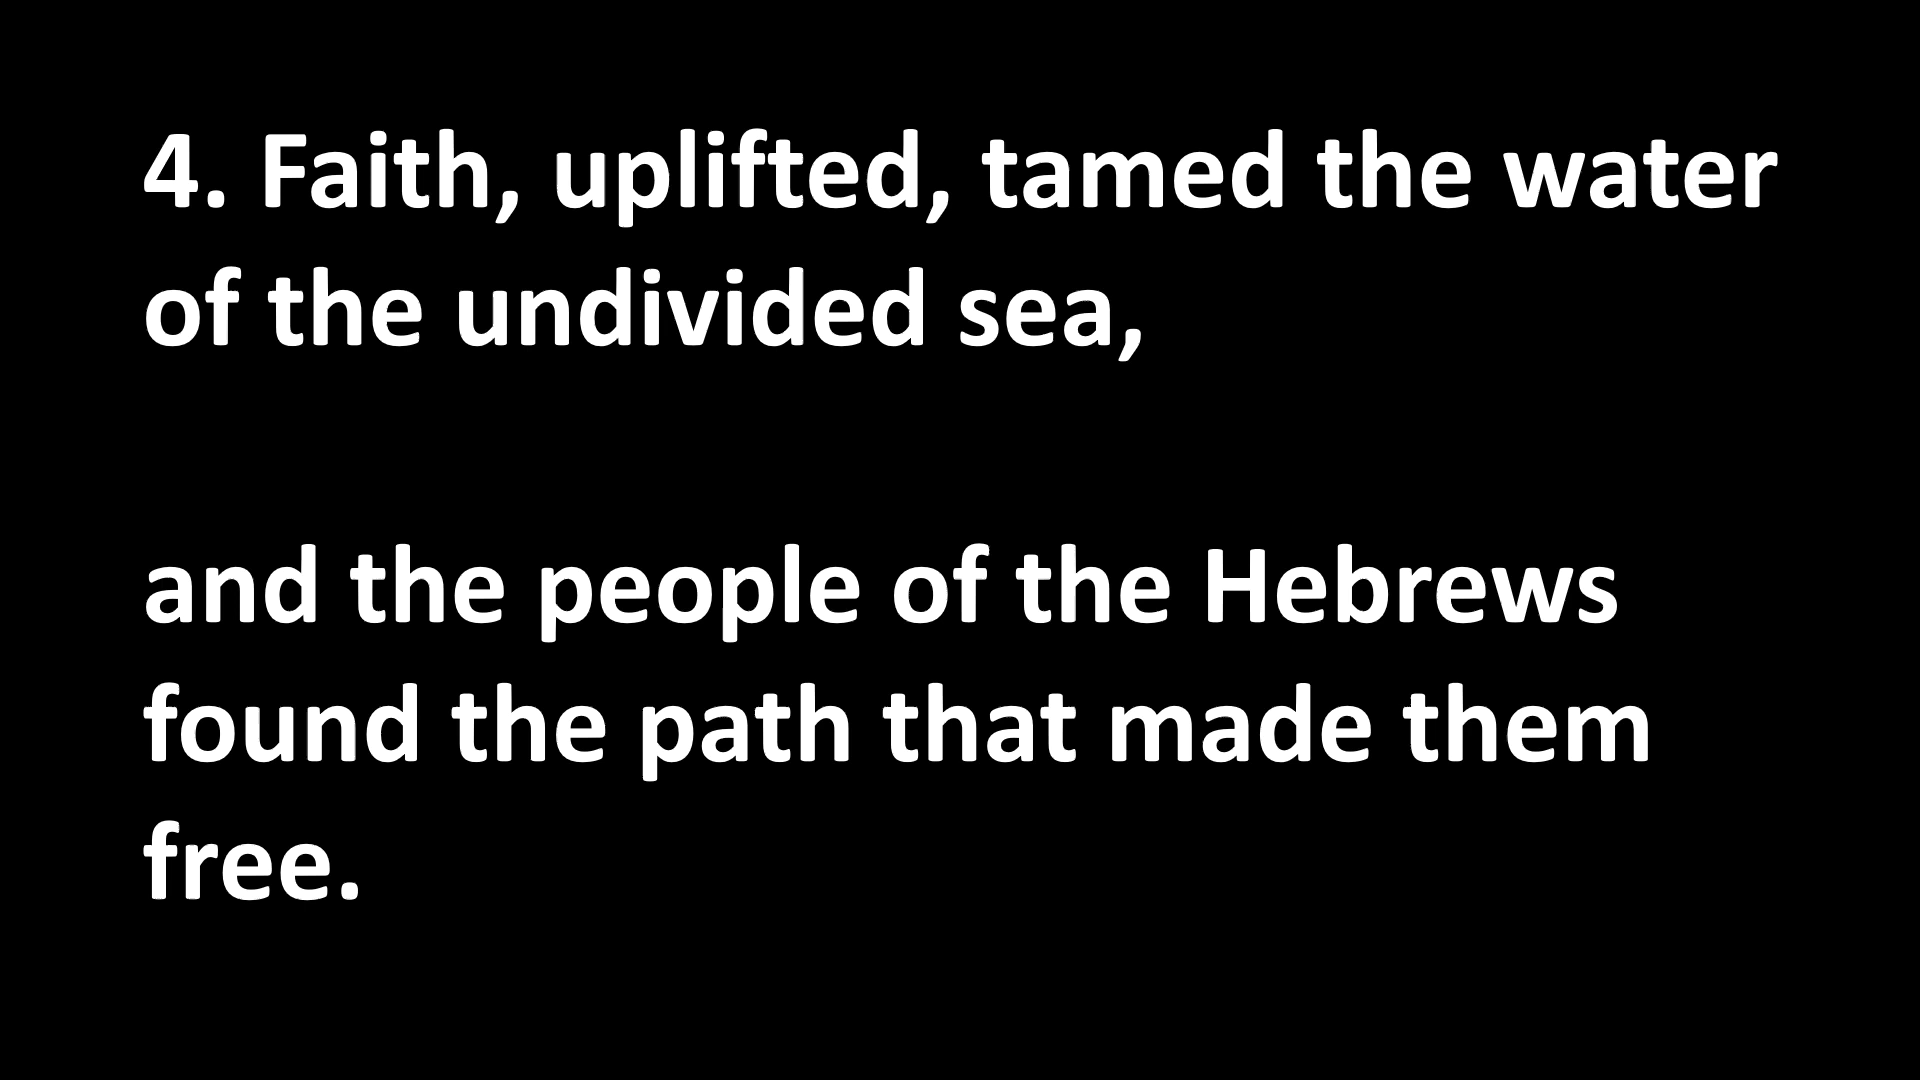 4. Faith, uplifted, tamed the water
of the undivided sea,
and the people of the Hebrews
found the path that made them
free.